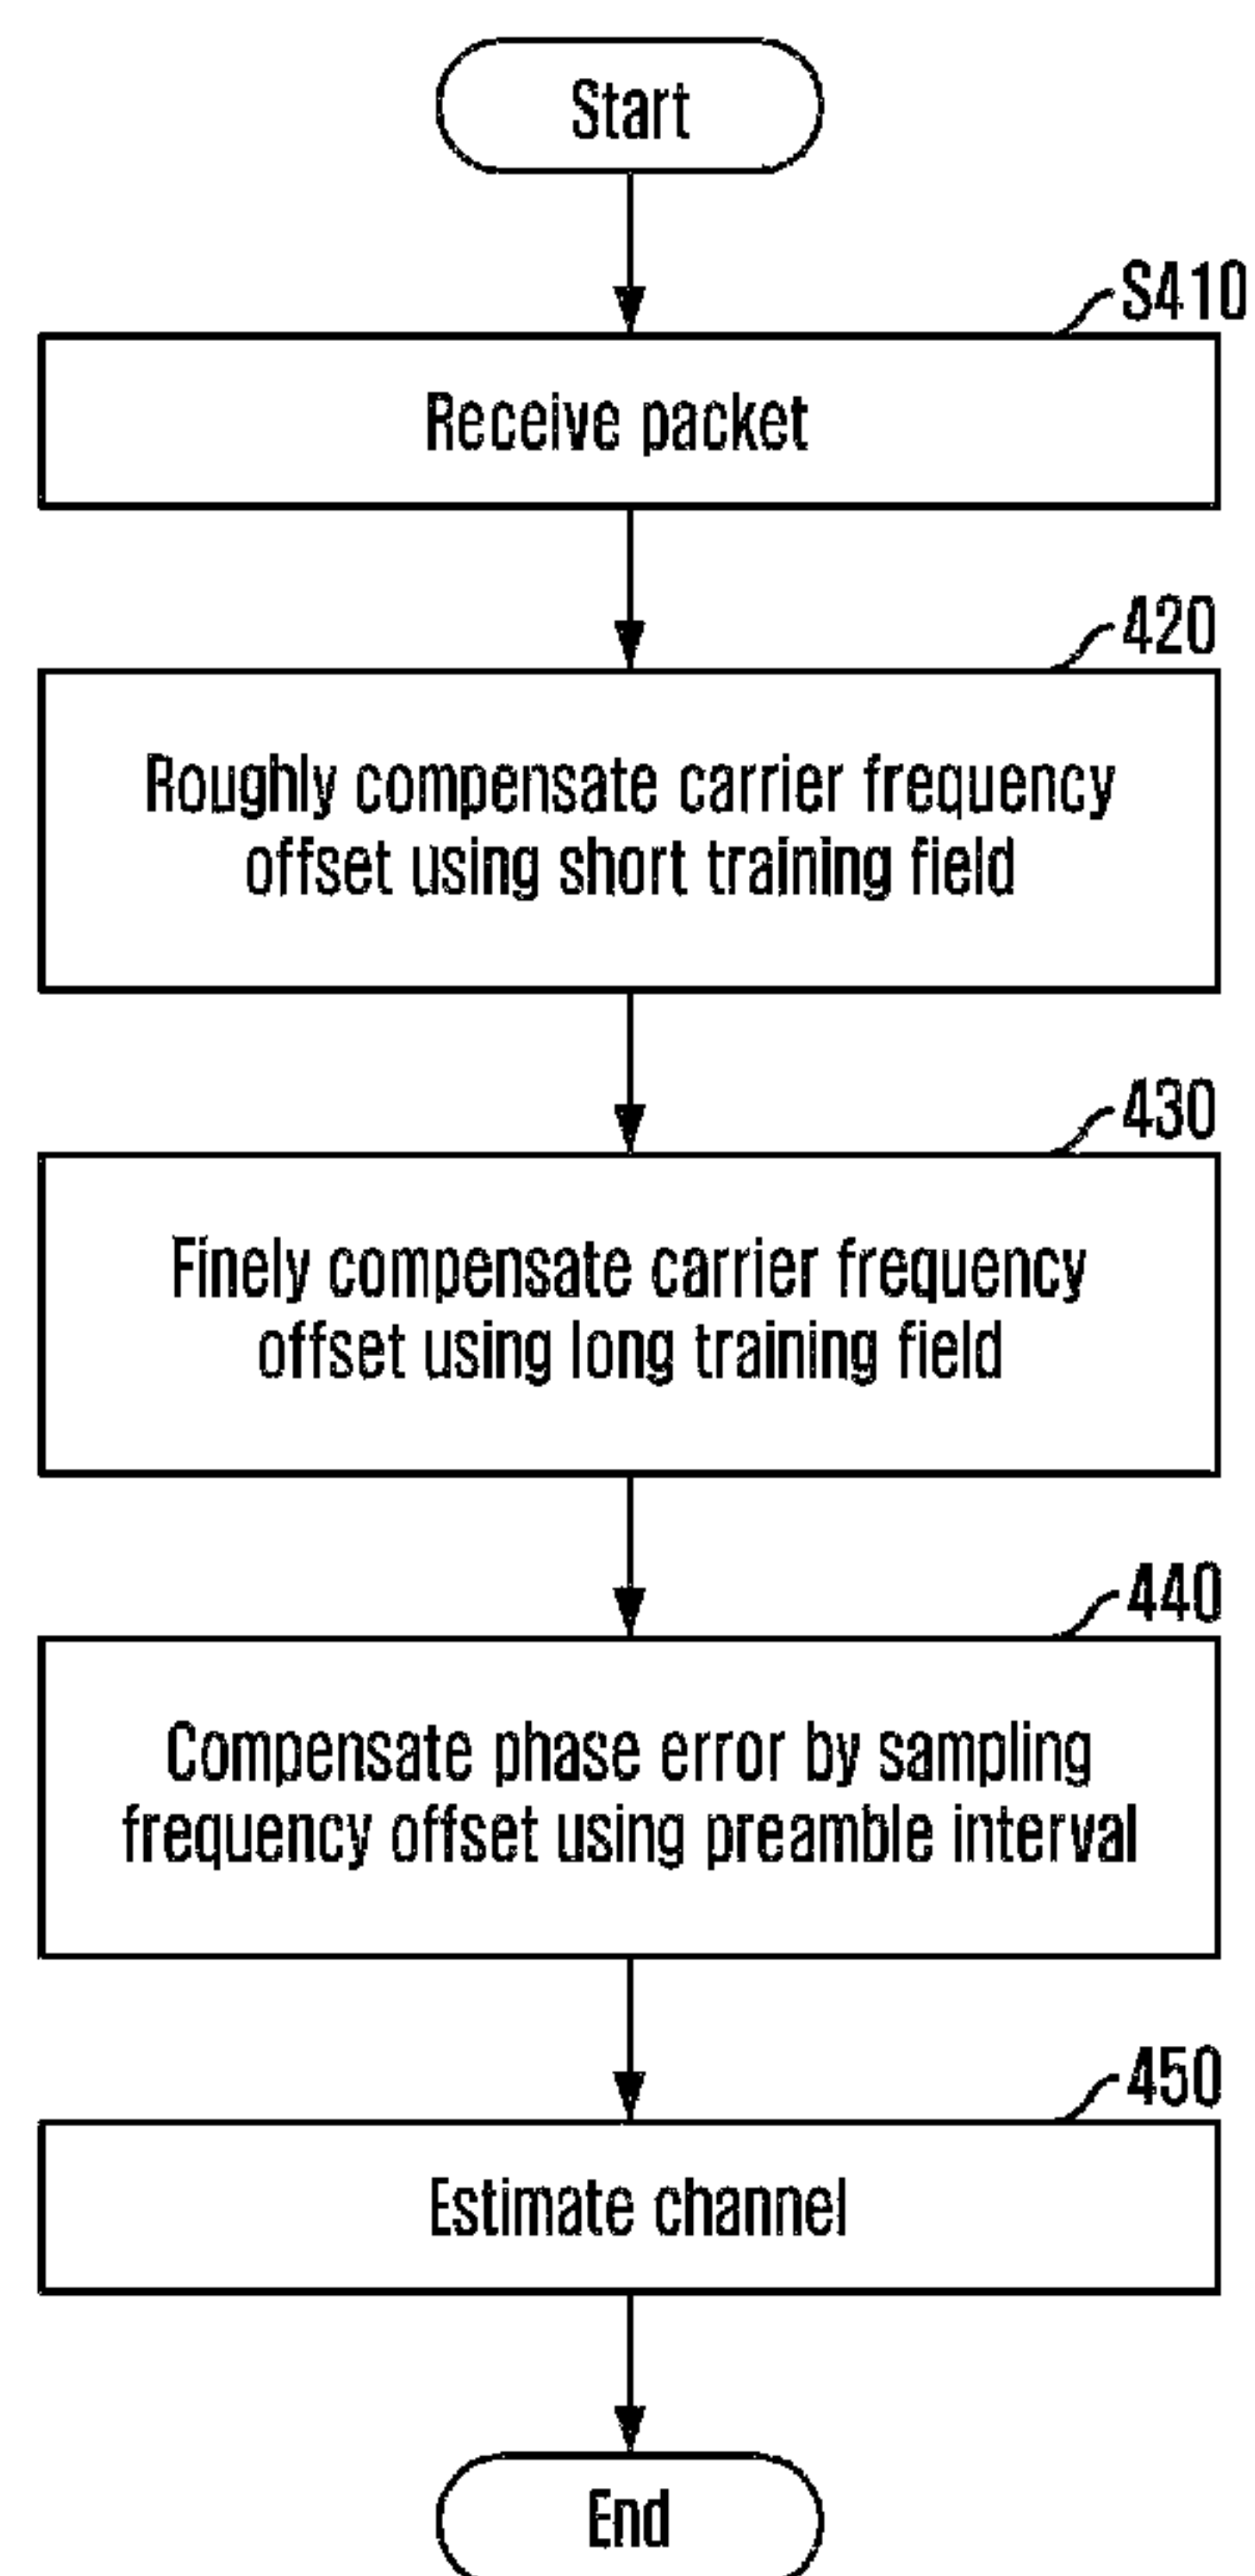 Start
S410
Receive packet
420
Roughly compensate carrier frequency
offset using short training field
430
Finely compensate carrier frequency
offset using long training field
440
Compensate phase error by sampling
frequency offset using preamble interval
450
Estimate channel
End